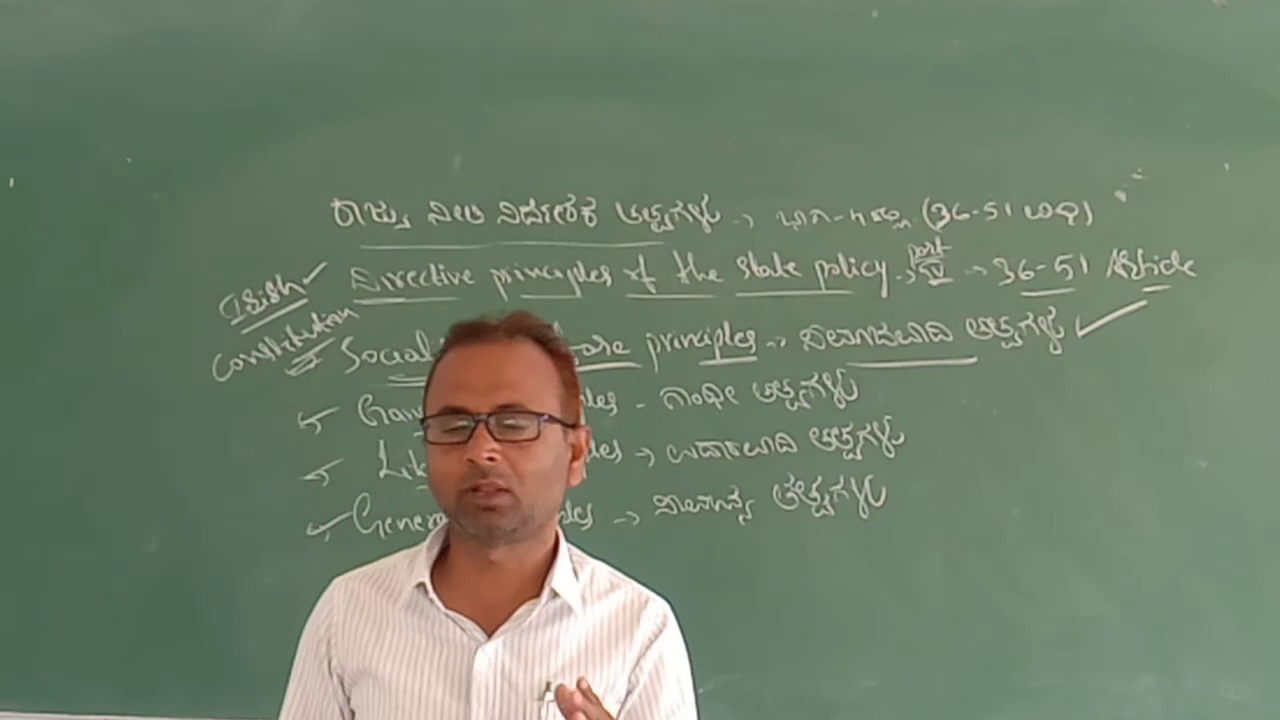 ರಾಜ್ಯ ನೀತಿ ನಿರ್ದೇಶಕ ತತ್ವಗಳು → ಭಾಗ-4ರಲ್ಲಿ (36-51 ವಿಧಿ)
Irish ✓ Directive principles of the state policy → part IV → 36-51 Article
Constitution Social principles → ಸಮಾಜವಾದಿ ತತ್ವಗಳು ✓
- ಗಾಂಧೀ ತತ್ವಗಳು
→ ಉದಾರವಾದಿ ತತ್ವಗಳು
Genera → ಸಾಮಾನ್ಯ ತತ್ವಗಳು